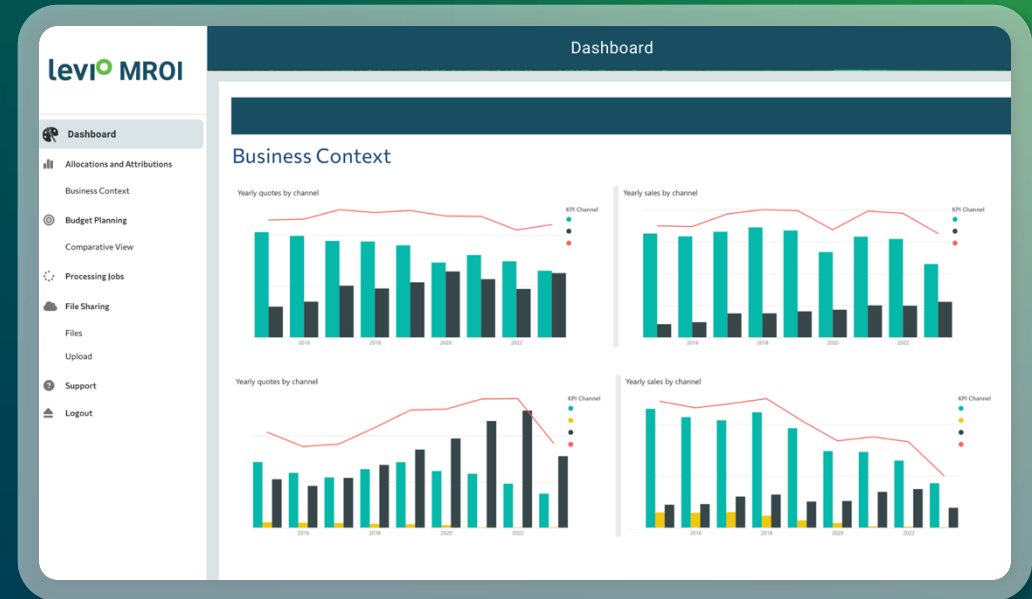 levio MROI
Dashboard
Dashboard
Allocations and Attributions
Business Context
Budget Planning
Comparative View
Processing Jobs
File Sharing
Files
Upload
Support
Logout
Business Context
Yearly quotes by channel
KPI Channel
2016 2018 2020 2022
Yearly sales by channel
KPI Channel
2016 2018 2020 2022
Yearly quotes by channel
KPI Channel
2016 2018 2020 2022
Yearly sales by channel
KPI Channel
2016 2018 2020 2022